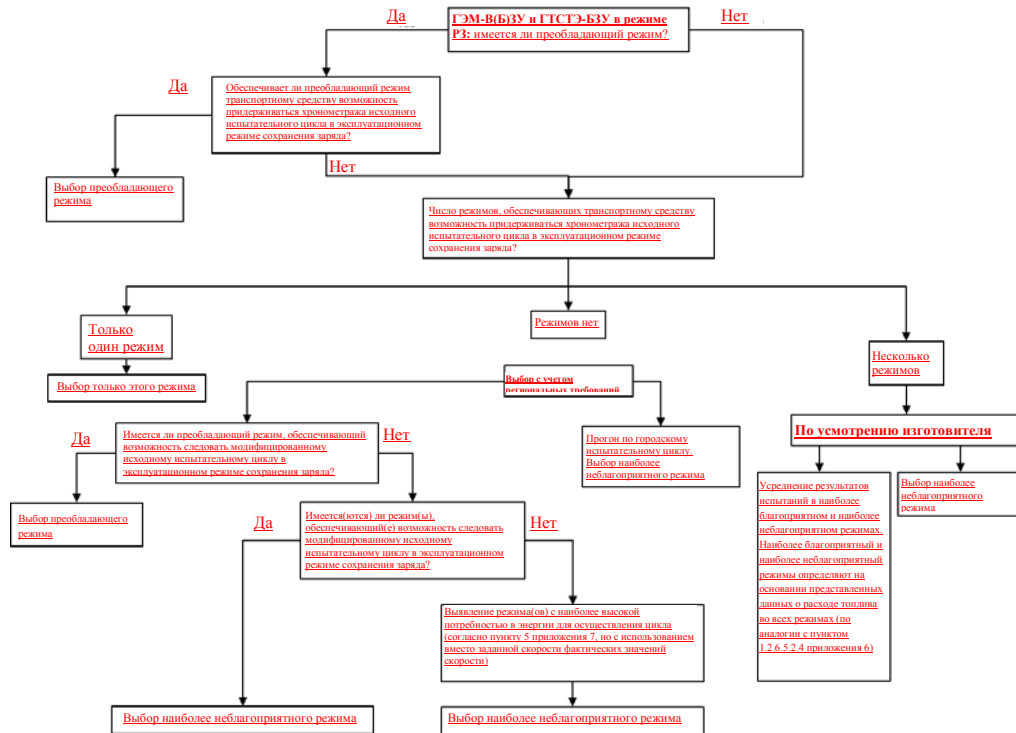 Да
ГЭМ-В(Б)ЗУ и ГТСТЭ-БЗУ в режиме
РЗ: имеется ли преобладающий режим?
Нет
Да
Обеспечивает ли преобладающий режим
транспортному средству возможность
придерживаться хронометража исходного
испытательного цикла в эксплуатационном
режиме сохранения заряда?
Нет
Выбор преобладающего
режима
Число режимов, обеспечивающих транспортному средству
возможность придерживаться хронометража исходного
испытательного цикла в эксплуатационном режиме
сохранения заряда?
Только
один режим
Режимов нет
Несколько
режимов
Выбор только этого режима
Выбор с учетом
региональных требований
Да
Имеется ли преобладающий режим, обеспечивающий
возможность следовать модифицированному
исходному испытательному циклу в
эксплуатационном режиме сохранения заряда?
Нет
Прогон по городскому
испытательному циклу.
Выбор наиболее
неблагоприятного режима
По усмотрению изготовителя
Выбор преобладающего
режима
Да
Имеется(ются) ли режим(ы),
обеспечивающий(е) возможность следовать
модифицированному исходному
испытательному циклу в эксплуатационном
режиме сохранения заряда?
Нет
Усреднение результатов
испытаний в наиболее
благоприятном и наиболее
неблагоприятном режимах.
Наиболее благоприятный и
наиболее неблагоприятный
режимы определяют на
основании представленных
данных о расходе топлива
во всех режимах (по
аналогии с пунктом
1.2.6.5.2.4 приложения 6)
Выбор наиболее
неблагоприятного
режима
Выявление режима(ов) с наиболее высокой
потребностью в энергии для осуществления цикла
(согласно пункту 5 приложения 7, но с использованием
вместо заданной скорости фактических значений
скорости)
Выбор наиболее неблагоприятного режима
Выбор наиболее неблагоприятного режима